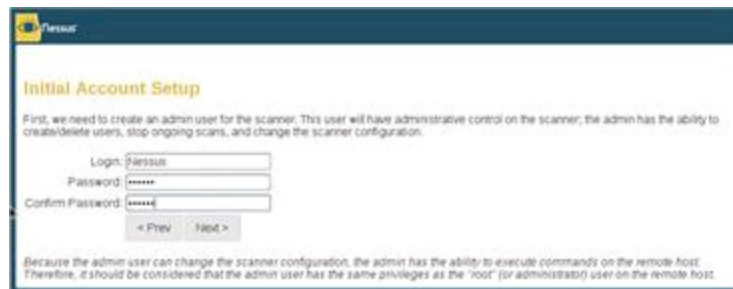 Nessus
Initial Account Setup
First, we need to create an admin user for the scanner. This user will have administrative control on the scanner; the admin has the ability to
create/delete users, stop ongoing scans, and change the scanner configuration.
Login: Nessus
Password: ••••••
Confirm Password: ••••••
< Prev Next >
Because the admin user can change the scanner configuration, the admin has the ability to execute commands on the remote host.
Therefore, it should be considered that the admin user has the same privileges as the "root" (or administrator) user on the remote host.